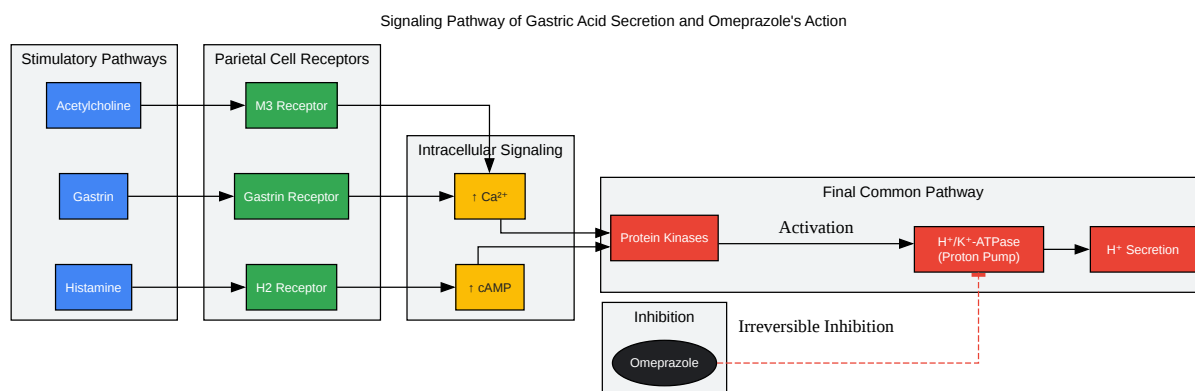 Signaling Pathway of Gastric Acid Secretion and Omeprazole's Action
Stimulatory Pathways
Acetylcholine
Gastrin
Histamine
Parietal Cell Receptors
M3 Receptor
Gastrin Receptor
H2 Receptor
Intracellular Signaling
↑ Ca²⁺
↑ cAMP
Final Common Pathway
Protein Kinases
Activation
H⁺/K⁺-ATPase
(Proton Pump)
H⁺ Secretion
Inhibition
Omeprazole
Irreversible Inhibition